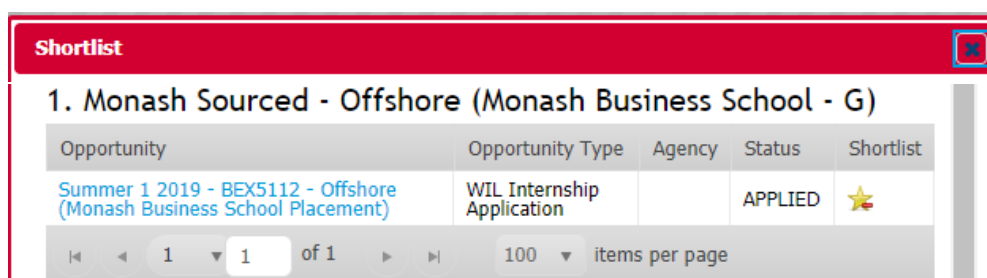 Shortlist
1. Monash Sourced - Offshore (Monash Business School - G)
Opportunity Opportunity Type Agency Status Shortlist
Summer 1 2019 - BEX5112 - Offshore WIL Internship
(Monash Business School Placement) Application APPLIED
1 1 of 1 100 items per page